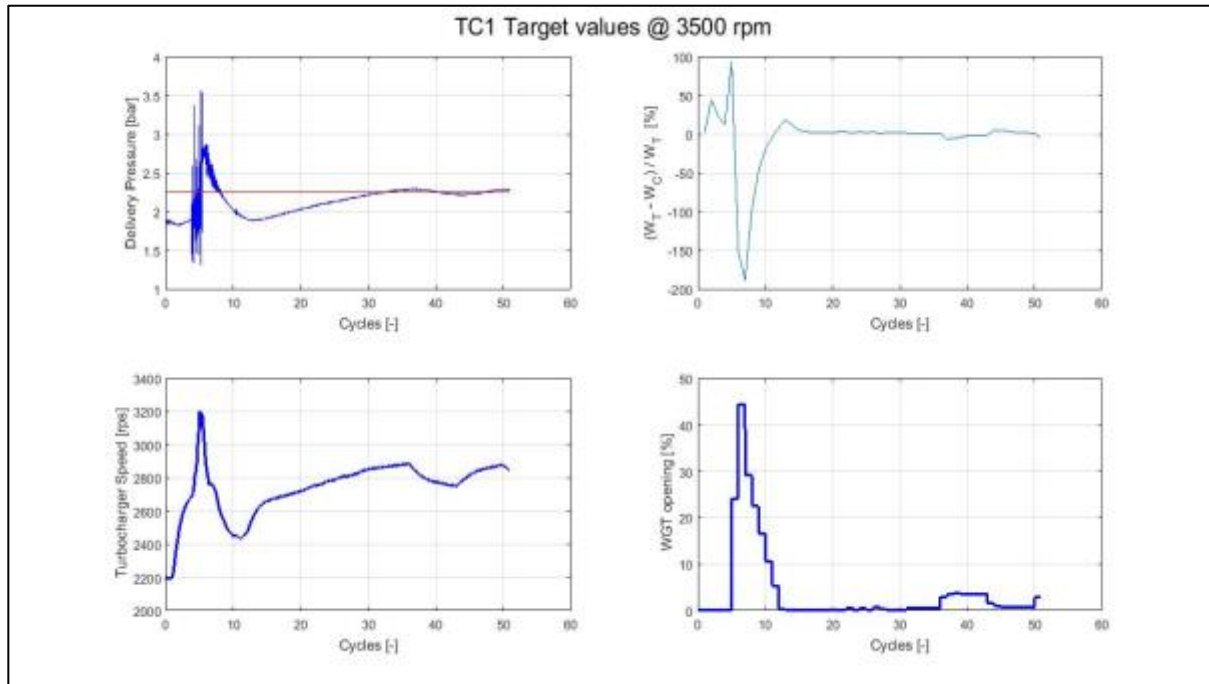 TC1 Target values @ 3500 rpm
Delivery Pressure [bar]
4
3.5
3
2.5
2
1.5
1
0 10 20 30 40 50 60
Cycles [-]
(W_T - W_C) / W_T [%]
100
50
0
-50
-100
-150
-200
0 10 20 30 40 50 60
Cycles [-]
Turbocharger Speed [rps]
3400
3200
3000
2800
2600
2400
2200
2000
0 10 20 30 40 50 60
Cycles [-]
WGT opening [%]
50
40
30
20
10
0
0 10 20 30 40 50 60
Cycles [-]